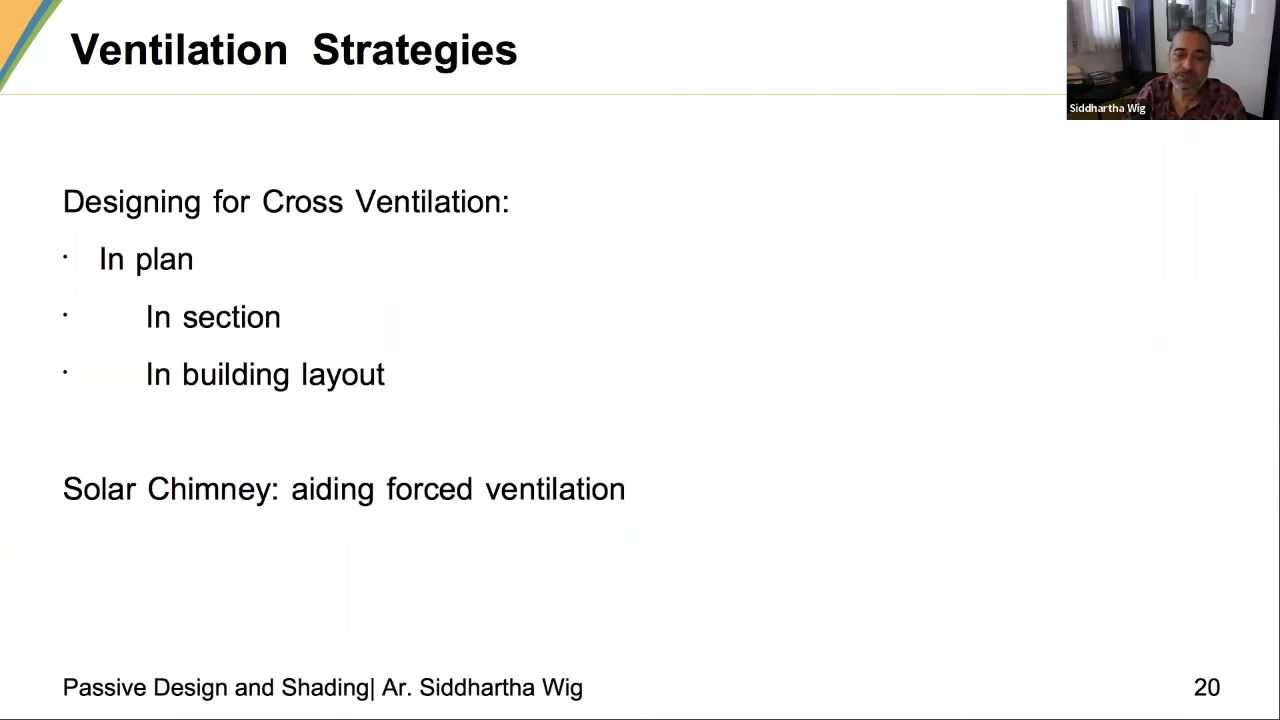 Ventilation Strategies
Siddhartha Wig
Designing for Cross Ventilation:
· In plan
· In section
· In building layout
Solar Chimney: aiding forced ventilation
Passive Design and Shading| Ar. Siddhartha Wig
20